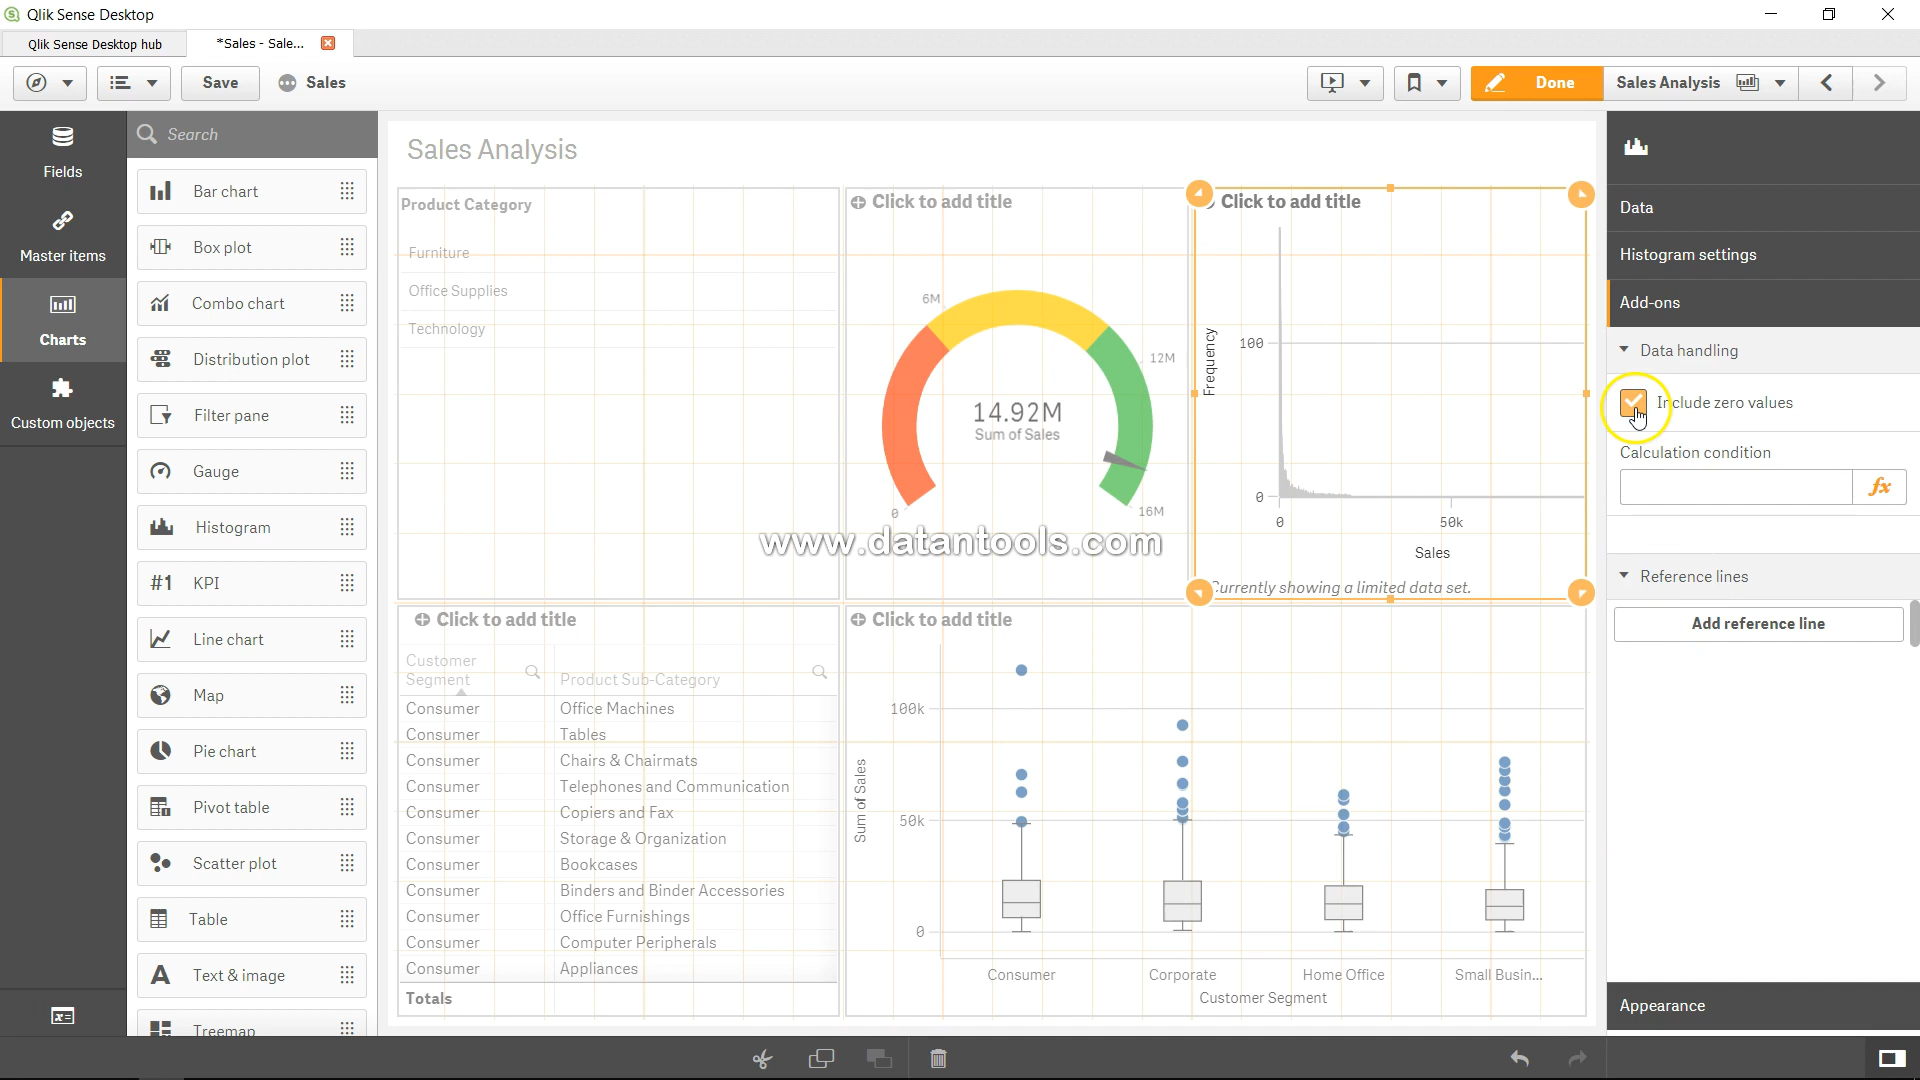 Qlik Sense Desktop
Qlik Sense Desktop hub
*Sales - Sale...
Save
Sales
Done
Sales Analysis
Fields
Master items
Charts
Custom objects
Search
Bar chart
Box plot
Combo chart
Distribution plot
Filter pane
Gauge
Histogram
#1 KPI
Line chart
Map
Pie chart
Pivot table
Scatter plot
Table
A Text & image
Treemap
Sales Analysis
Product Category
Furniture
Office Supplies
Technology
Click to add title
6M
12M
14.92M
Sum of Sales
0
16M
Click to add title
Frequency
100
0
0
50k
Sales
Currently showing a limited data set.
www.datantools.com
Click to add title
Customer Segment
Product Sub-Category
Consumer Office Machines
Consumer Tables
Consumer Chairs & Chairmats
Consumer Telephones and Communication
Consumer Copiers and Fax
Consumer Storage & Organization
Consumer Bookcases
Consumer Binders and Binder Accessories
Consumer Office Furnishings
Consumer Computer Peripherals
Consumer Appliances
Totals
Click to add title
Sum of Sales
100k
50k
0
Consumer
Corporate
Home Office
Small Busin...
Customer Segment
Data
Histogram settings
Add-ons
Data handling
Include zero values
Calculation condition
fx
Reference lines
Add reference line
Appearance